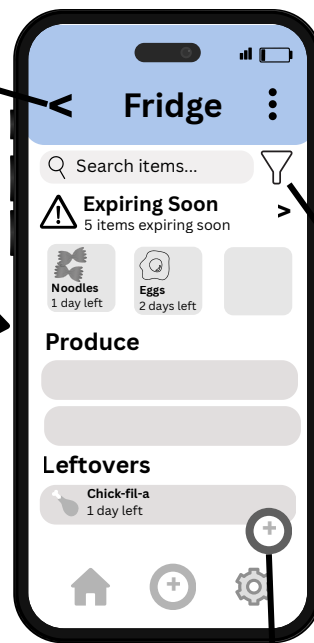 < Fridge
Search items...
Expiring Soon >
5 items expiring soon
Noodles
1 day left
Eggs
2 days left
Produce
Leftovers
Chick-fil-a
1 day left
+
+